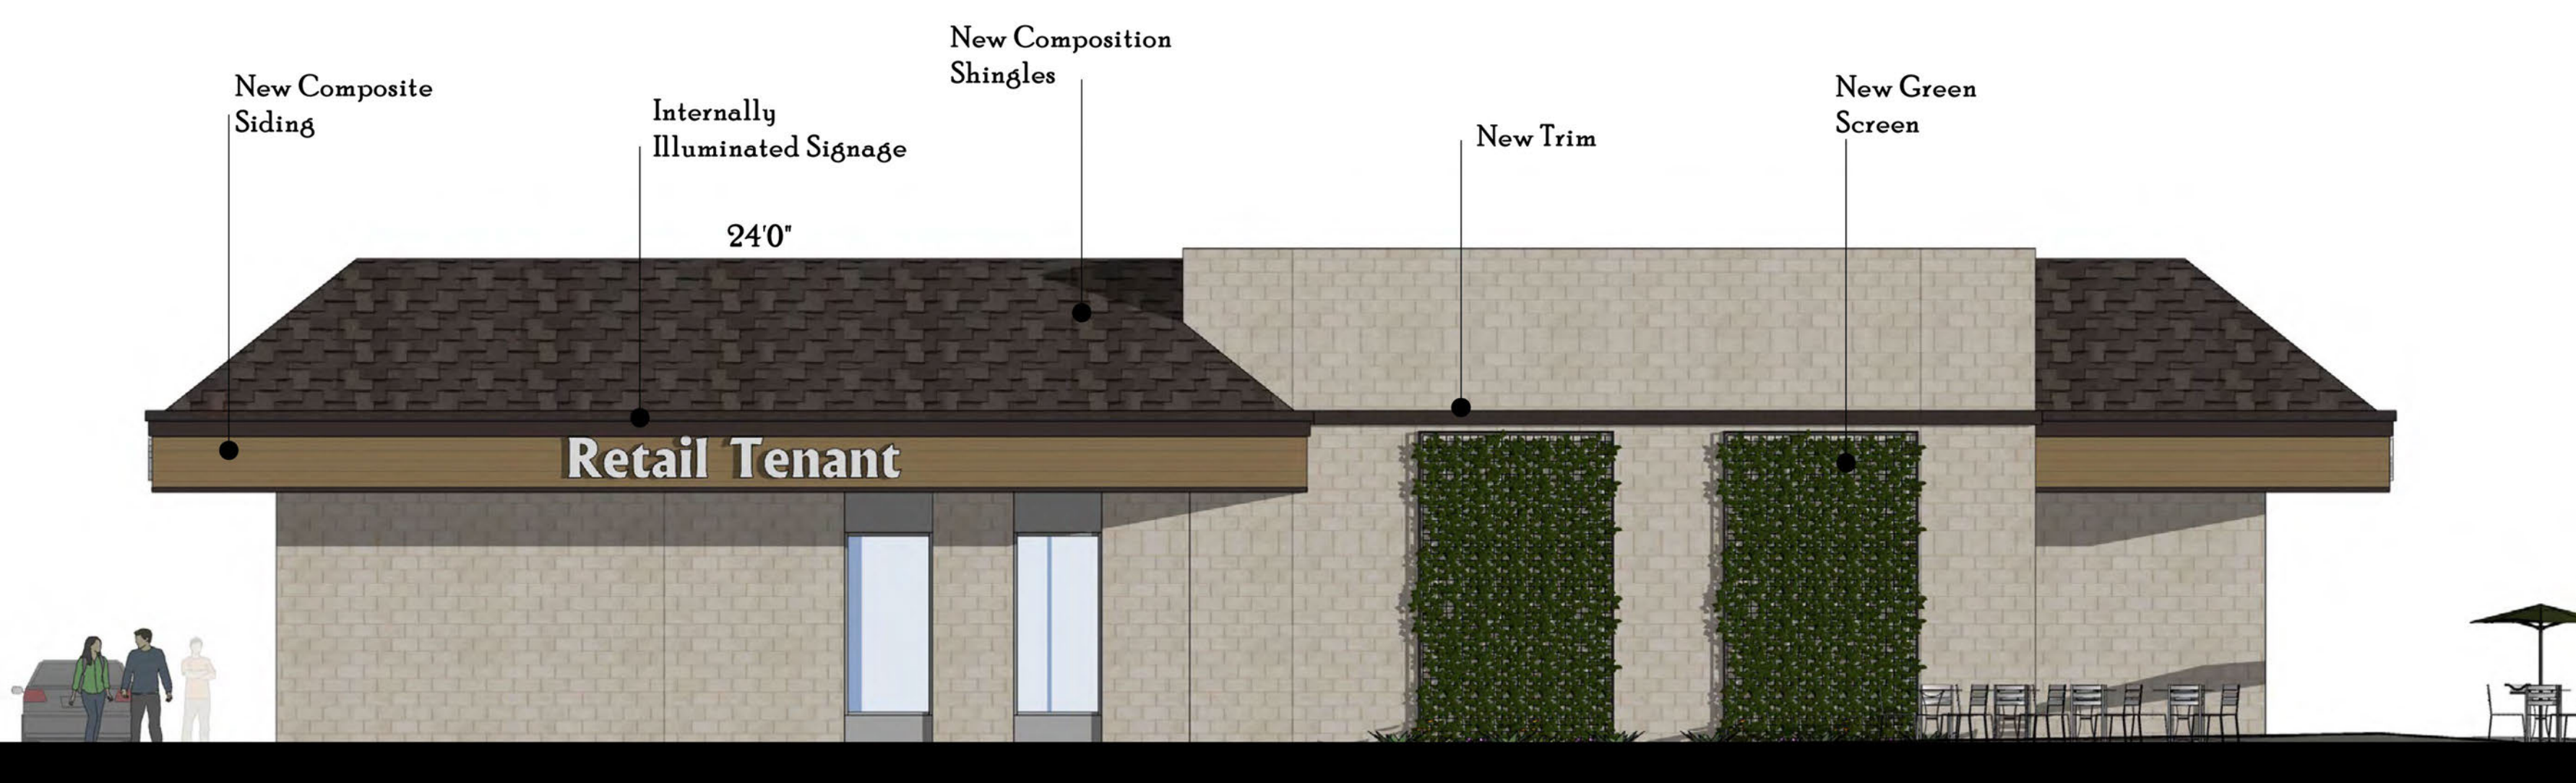 New Composition
Shingles
New Composite
Siding
Internally
Illuminated Signage
New Trim
New Green
Screen
24'0"
Retail Tenant